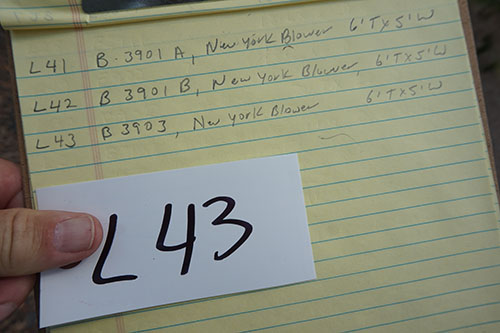 L41 B-3901 A, New York Blower 6'T x 5'W
L42 B 3901 B, New York Blower, 6'T x 5'W
L43 B 3903, New York Blower 6'T x 5'W
L43